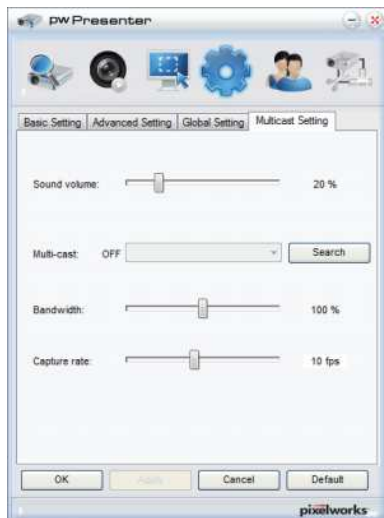 pwPresenter
Basic Setting Advanced Setting Global Setting Multicast Setting
Sound volume: 20 %
Multi-cast: OFF Search
Bandwidth: 100 %
Capture rate: 10 fps
OK Apply Cancel Default
pixelworks